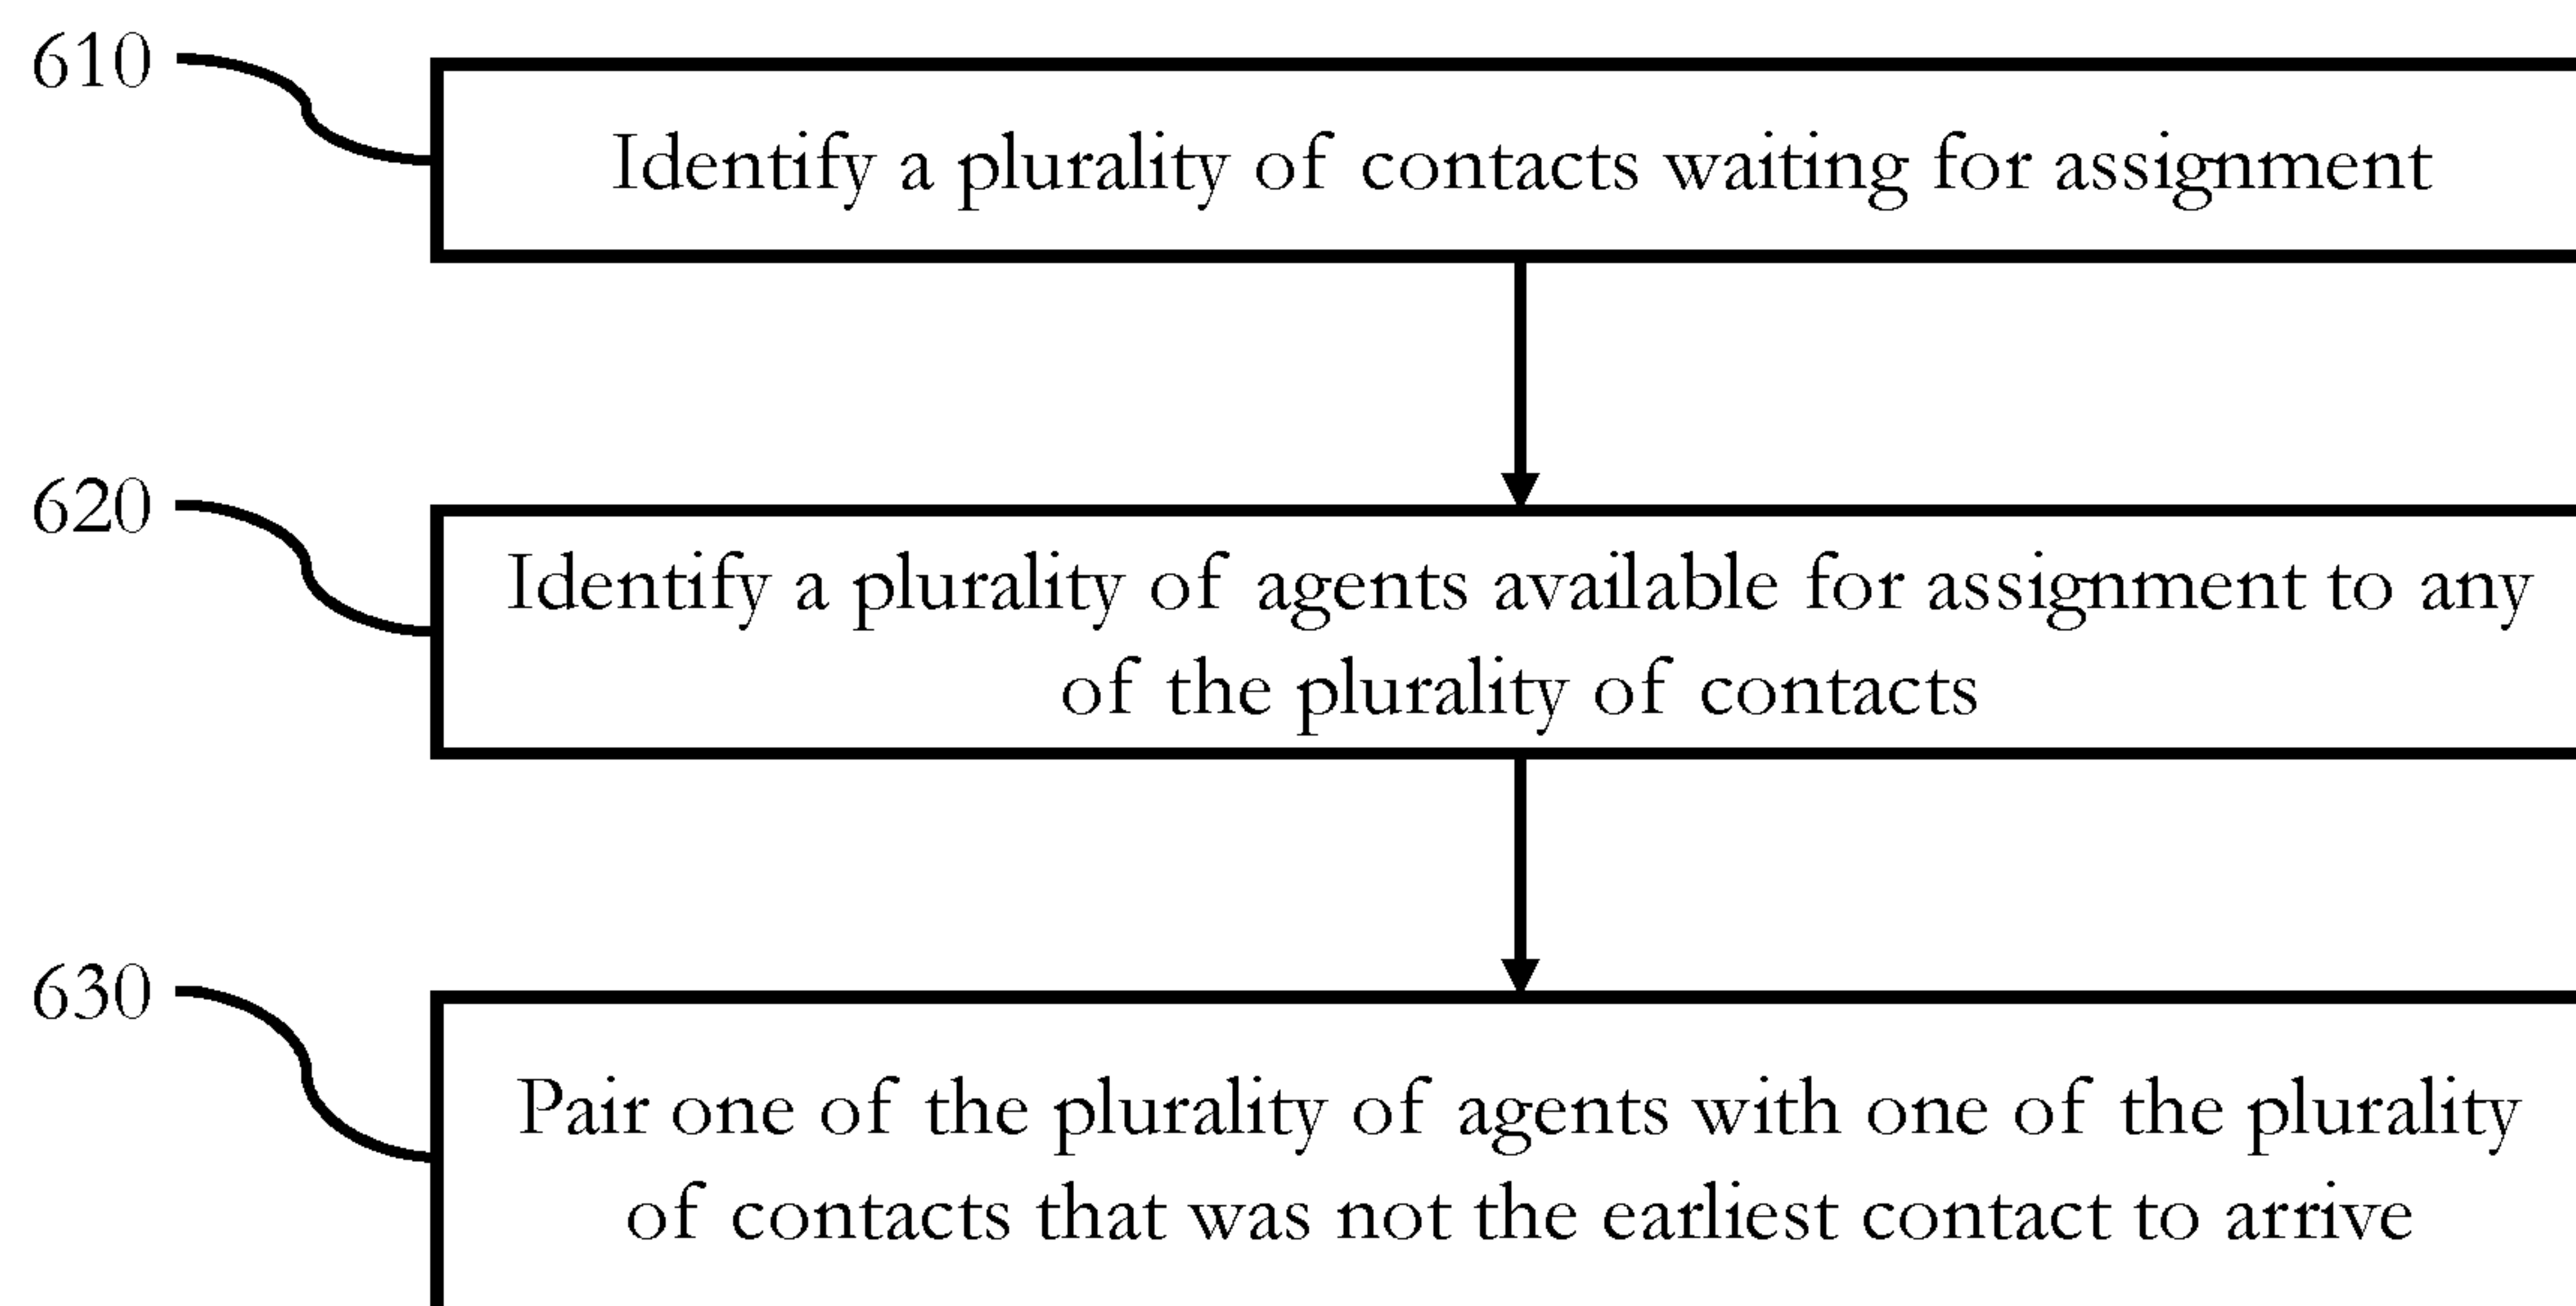 610
Identify a plurality of contacts waiting for assignment
620
Identify a plurality of agents available for assignment to any
of the plurality of contacts
630
Pair one of the plurality of agents with one of the plurality
of contacts that was not the earliest contact to arrive